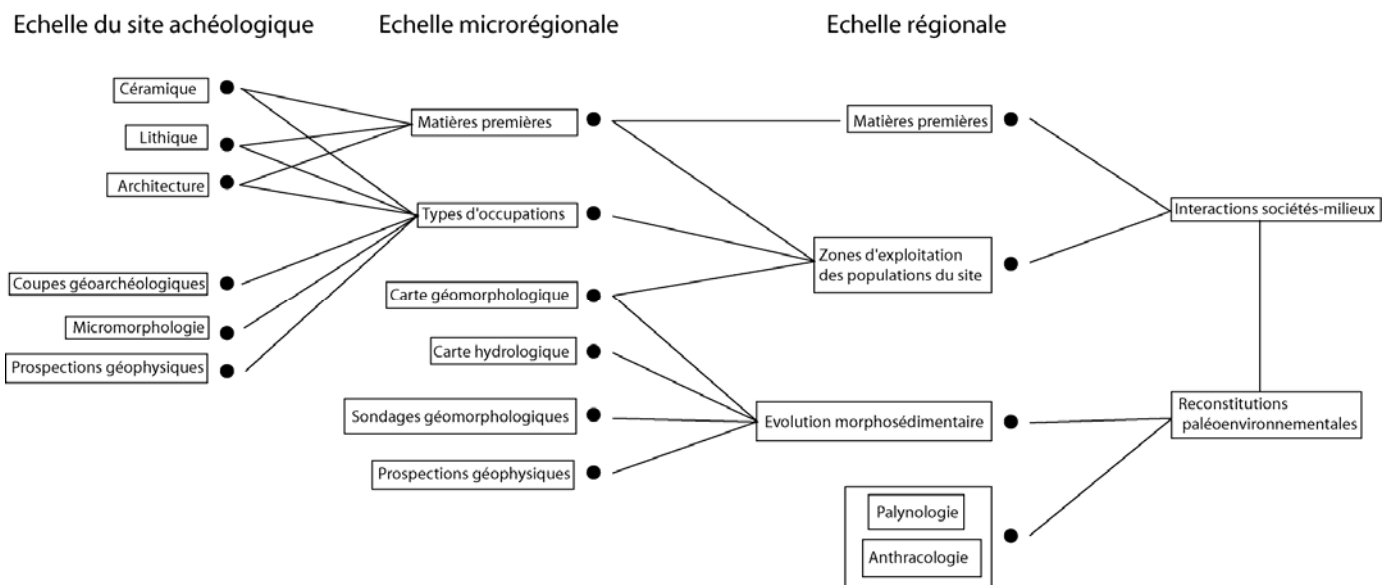 Echelle du site achéologique
Echelle microrégionale
Echelle régionale
Céramique
Lithique
Architecture
Coupes géoarchéologiques
Micromorphologie
Prospections géophysiques
Matières premières
Types d'occupations
Carte géomorphologique
Carte hydrologique
Sondages géomorphologiques
Prospections géophysiques
Matières premières
Zones d'exploitation
des populations du site
Evolution morphosédimentaire
Palynologie
Anthracologie
Interactions sociétés-milieux
Reconstitutions
paléoenvironnementales